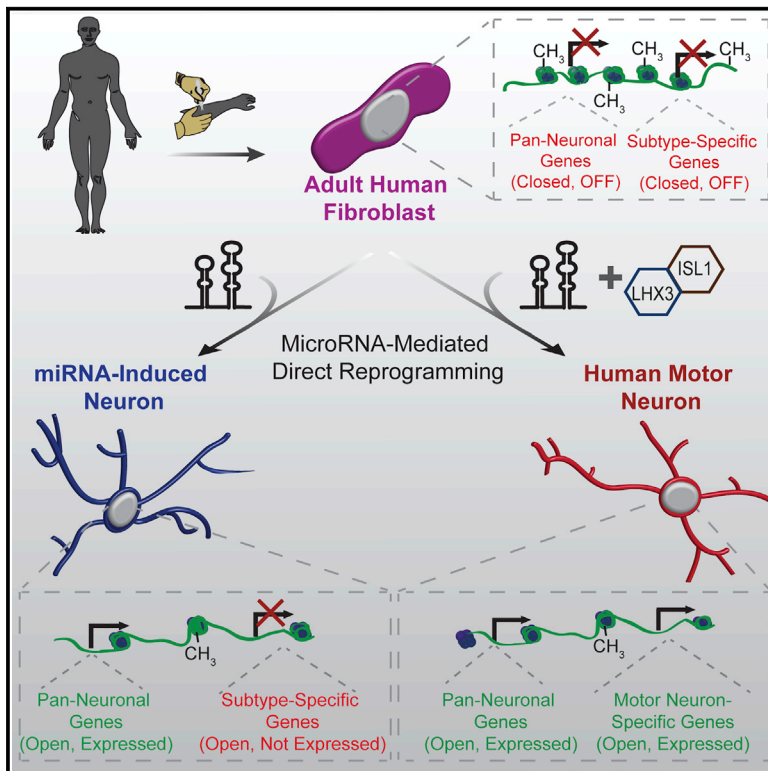 CH3
CH3
CH3
CH3
Pan-Neuronal
Genes
(Closed, OFF)
Subtype-Specific
Genes
(Closed, OFF)
Adult Human
Fibroblast
+
LHX3
ISL1
MicroRNA-Mediated
Direct Reprogramming
miRNA-Induced
Neuron
Human Motor
Neuron
CH3
Pan-Neuronal
Genes
(Open, Expressed)
Subtype-Specific
Genes
(Open, Not Expressed)
CH3
Pan-Neuronal
Genes
(Open, Expressed)
Motor Neuron-
Specific Genes
(Open, Expressed)